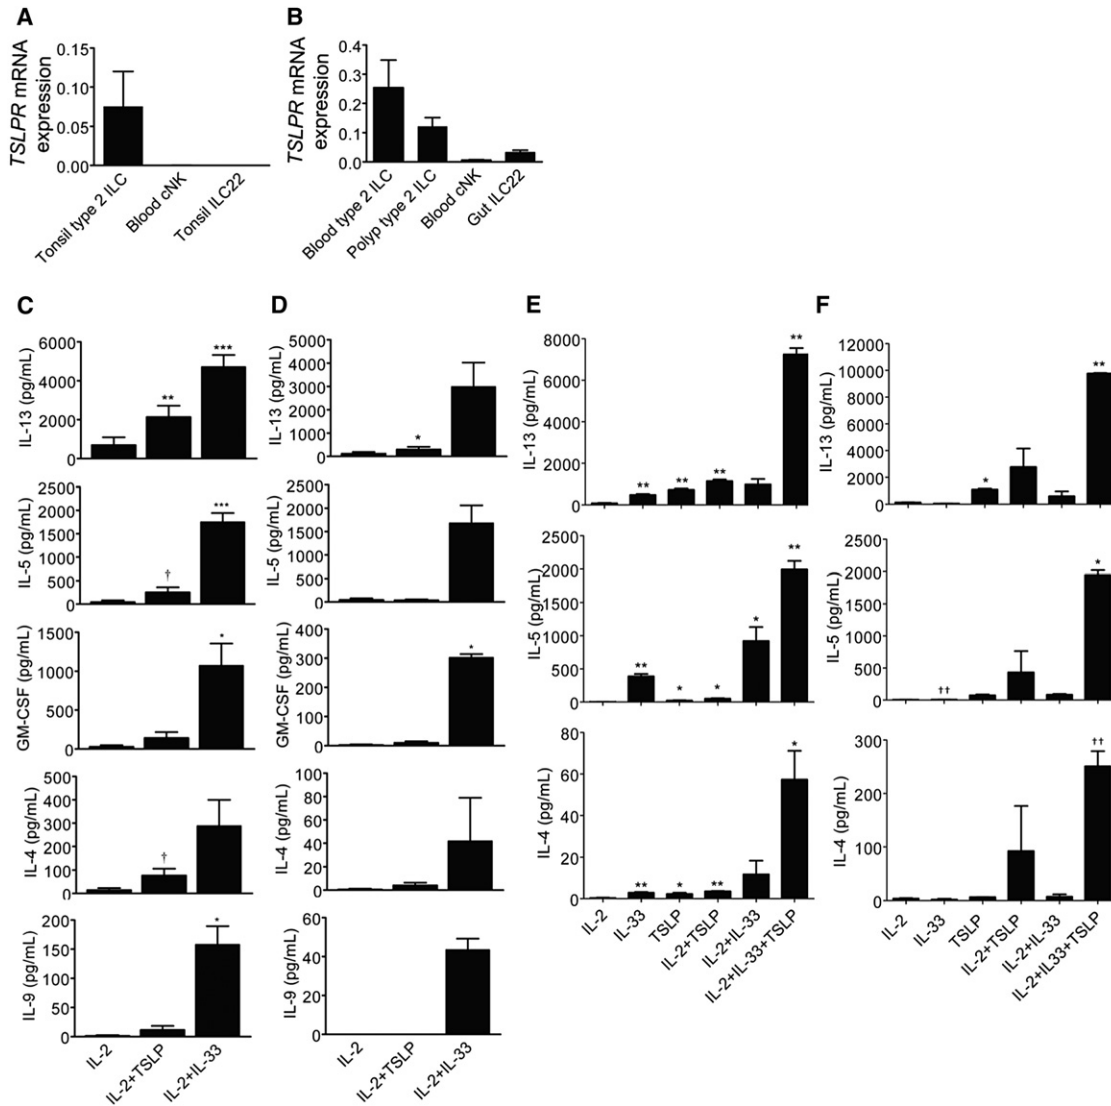 A
TSLPR mRNA
expression
0.15
0.10
0.05
0.00
Tonsil type 2 ILC
Blood cNK
Tonsil ILC22
B
TSLPR mRNA
expression
0.4
0.3
0.2
0.1
0.0
Blood type 2 ILC
Polyp type 2 ILC
Blood cNK
Gut ILC22
C
IL-13 (pg/mL)
6000
4000
2000
0
**
***
IL-5 (pg/mL)
2500
2000
1500
1000
500
0
†
***
GM-CSF (pg/mL)
1500
1000
500
0
*
IL-4 (pg/mL)
500
400
300
200
100
0
†
IL-9 (pg/mL)
200
150
100
50
0
*
IL-2
IL-2+TSLP
IL-2+IL-33
D
IL-13 (pg/mL)
5000
4000
3000
2000
1000
0
*
IL-5 (pg/mL)
2500
2000
1500
1000
500
0
GM-CSF (pg/mL)
400
300
200
100
0
*
IL-4 (pg/mL)
100
80
60
40
20
0
IL-9 (pg/mL)
60
40
20
0
IL-2
IL-2+TSLP
IL-2+IL-33
E
IL-13 (pg/mL)
8000
6000
4000
2000
0
**
**
**
**
IL-5 (pg/mL)
2500
2000
1500
1000
500
0
**
*
*
*
**
IL-4 (pg/mL)
80
60
40
20
0
**
*
**
*
IL-2
IL-33
TSLP
IL-2+TSLP
IL-2+IL-33
IL-2+IL-33+TSLP
F
IL-13 (pg/mL)
12000
10000
8000
6000
4000
2000
0
*
**
IL-5 (pg/mL)
2500
2000
1500
1000
500
0
††
*
IL-4 (pg/mL)
300
200
100
0
††
IL-2
IL-33
TSLP
IL-2+TSLP
IL-2+IL-33
IL-2+IL33+TSLP